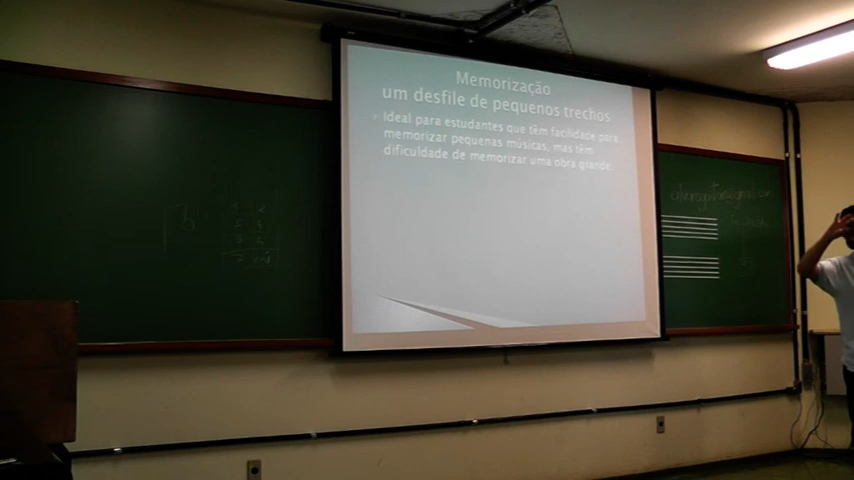 Memorização
um desfile de pequenos trechos
Ideal para estudantes que têm facilidade para
memorizar pequenas músicas, mas têm
dificuldade de memorizar uma obra grande.